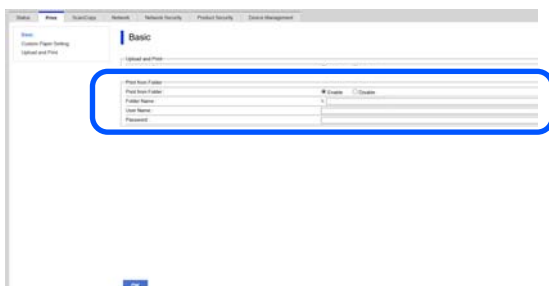 Status Print Scan/Copy Network Network Security Product Security Device Management
Basic
Custom Paper Setting
Upload and Print
Basic
Upload and Print
Print from Folder
Print from Folder : Enable Disable
Folder Name :
User Name :
Password :
OK